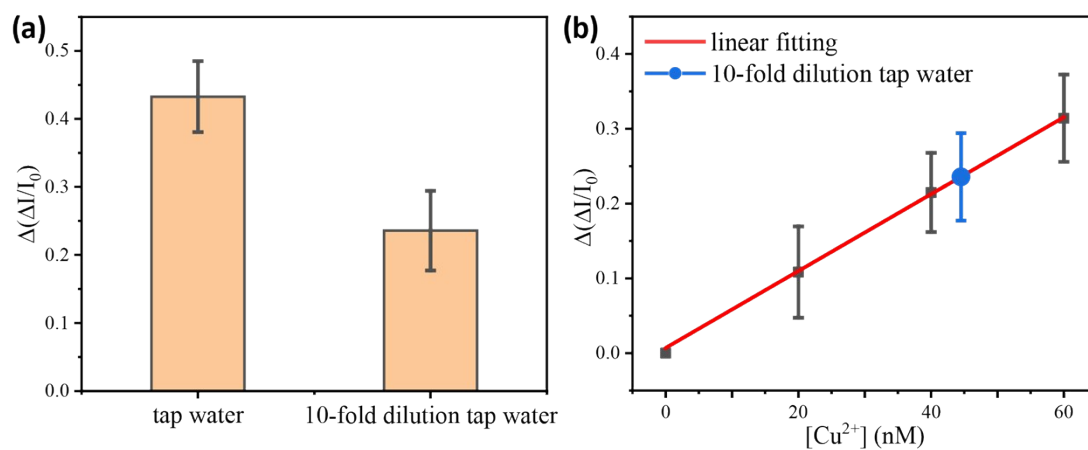 (a)
Δ(ΔI/I₀)
0.5
0.4
0.3
0.2
0.1
0.0
tap water
10-fold dilution tap water
(b)
Δ(ΔI/I₀)
0.4
0.3
0.2
0.1
0.0
linear fitting
10-fold dilution tap water
0
20
40
60
[Cu²⁺] (nM)